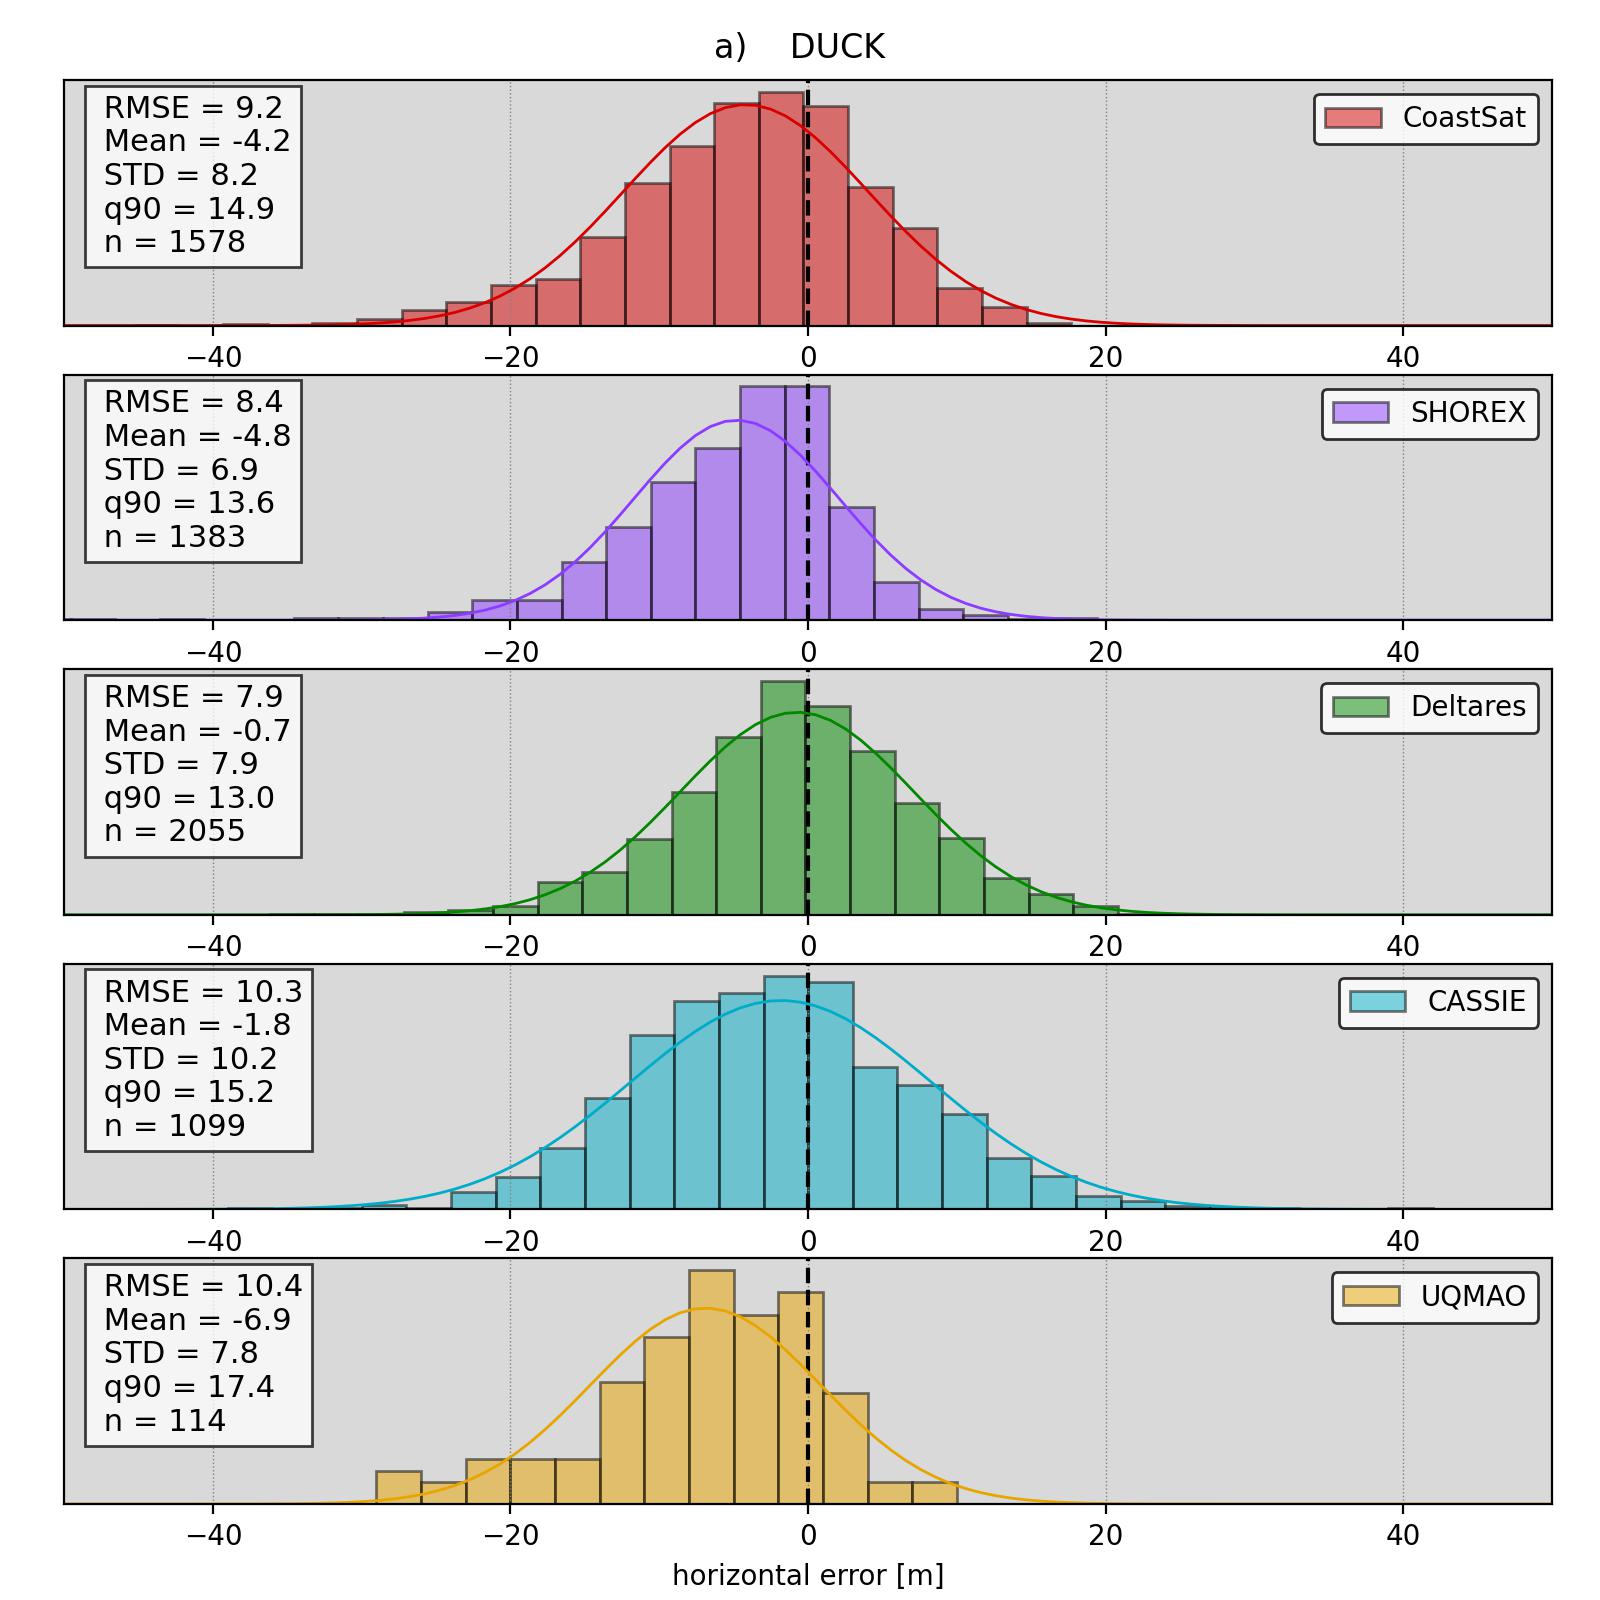 a) DUCK
RMSE = 9.2
Mean = -4.2
STD = 8.2
q90 = 14.9
n = 1578
CoastSat
−40 −20 0 20 40
RMSE = 8.4
Mean = -4.8
STD = 6.9
q90 = 13.6
n = 1383
SHOREX
−40 −20 0 20 40
RMSE = 7.9
Mean = -0.7
STD = 7.9
q90 = 13.0
n = 2055
Deltares
−40 −20 0 20 40
RMSE = 10.3
Mean = -1.8
STD = 10.2
q90 = 15.2
n = 1099
CASSIE
−40 −20 0 20 40
RMSE = 10.4
Mean = -6.9
STD = 7.8
q90 = 17.4
n = 114
UQMAO
−40 −20 0 20 40
horizontal error [m]